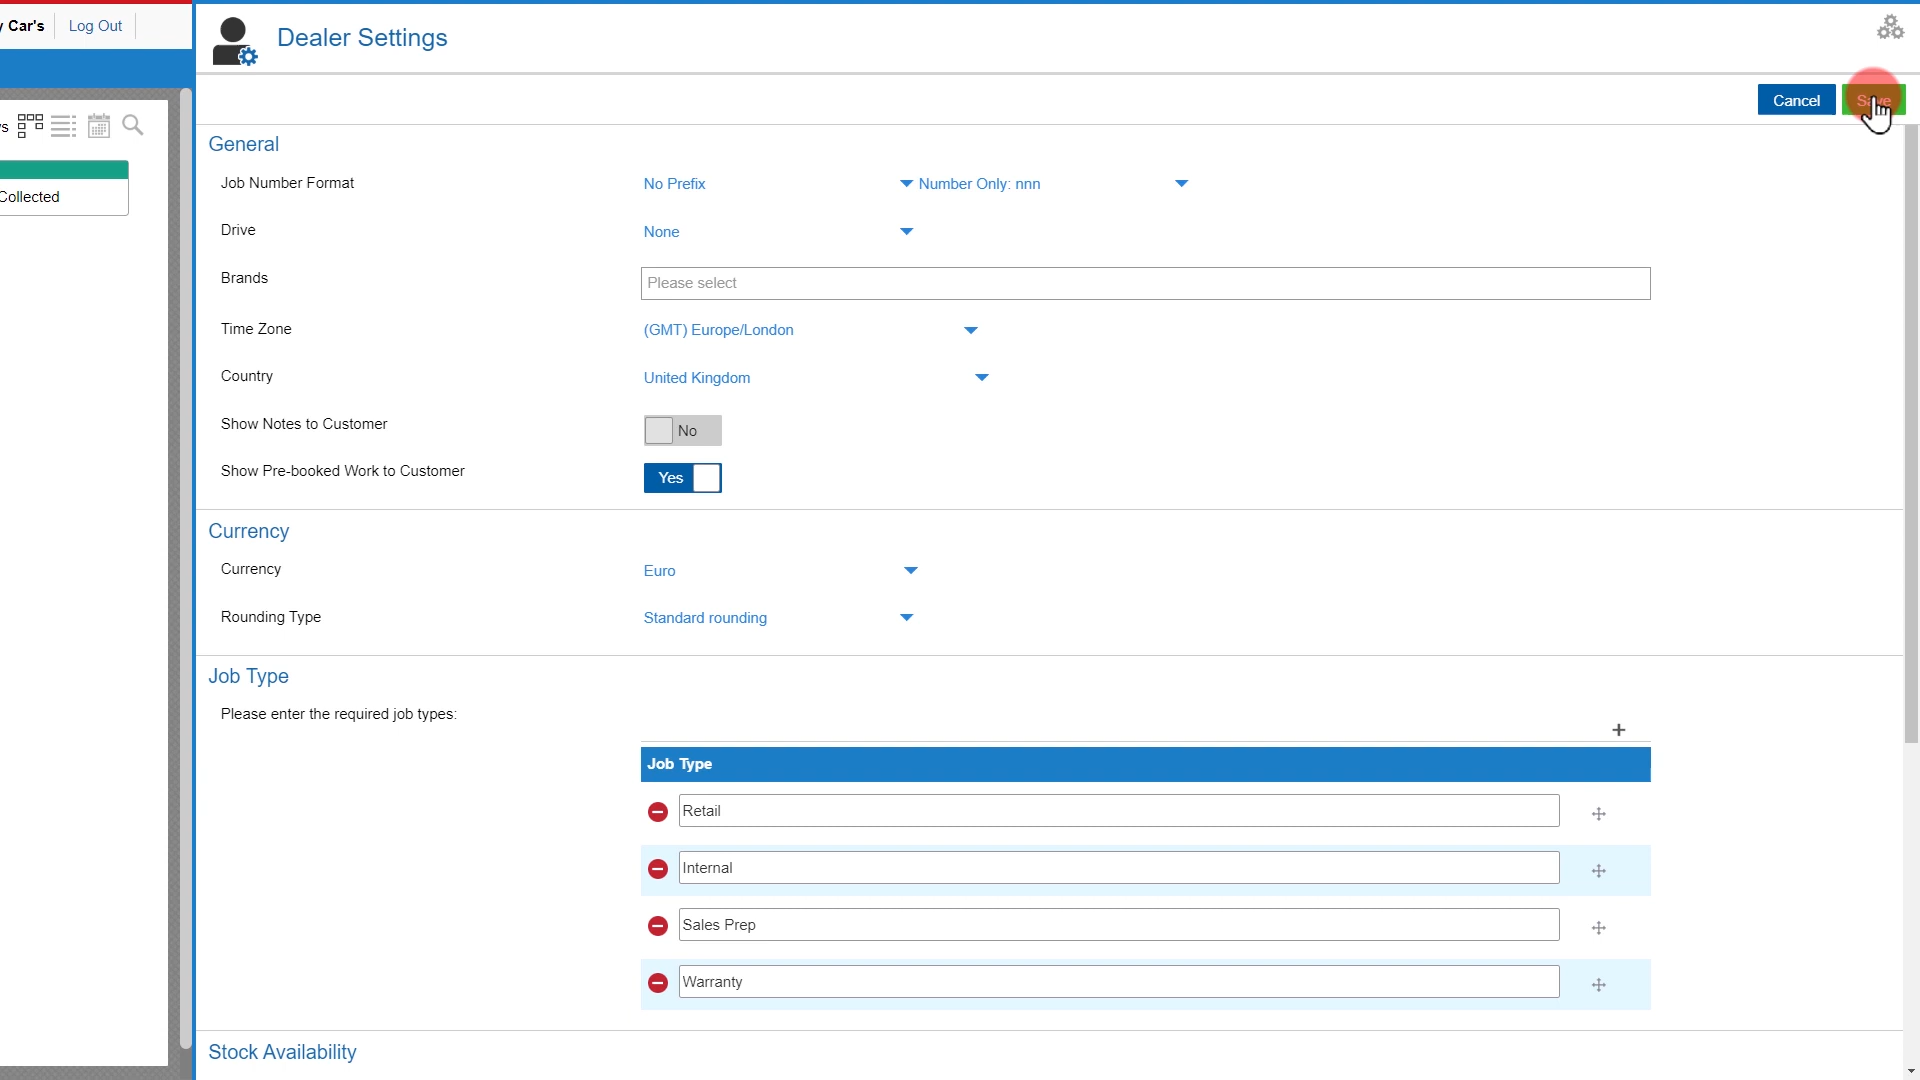 Car's
Log Out
Dealer Settings
Cancel
Save
Collected
General
Job Number Format
No Prefix
Number Only: nnn
Drive
None
Brands
Please select
Time Zone
(GMT) Europe/London
Country
United Kingdom
Show Notes to Customer
No
Show Pre-booked Work to Customer
Yes
Currency
Currency
Euro
Rounding Type
Standard rounding
Job Type
Please enter the required job types:
+
Job Type
Retail
Internal
Sales Prep
Warranty
Stock Availability